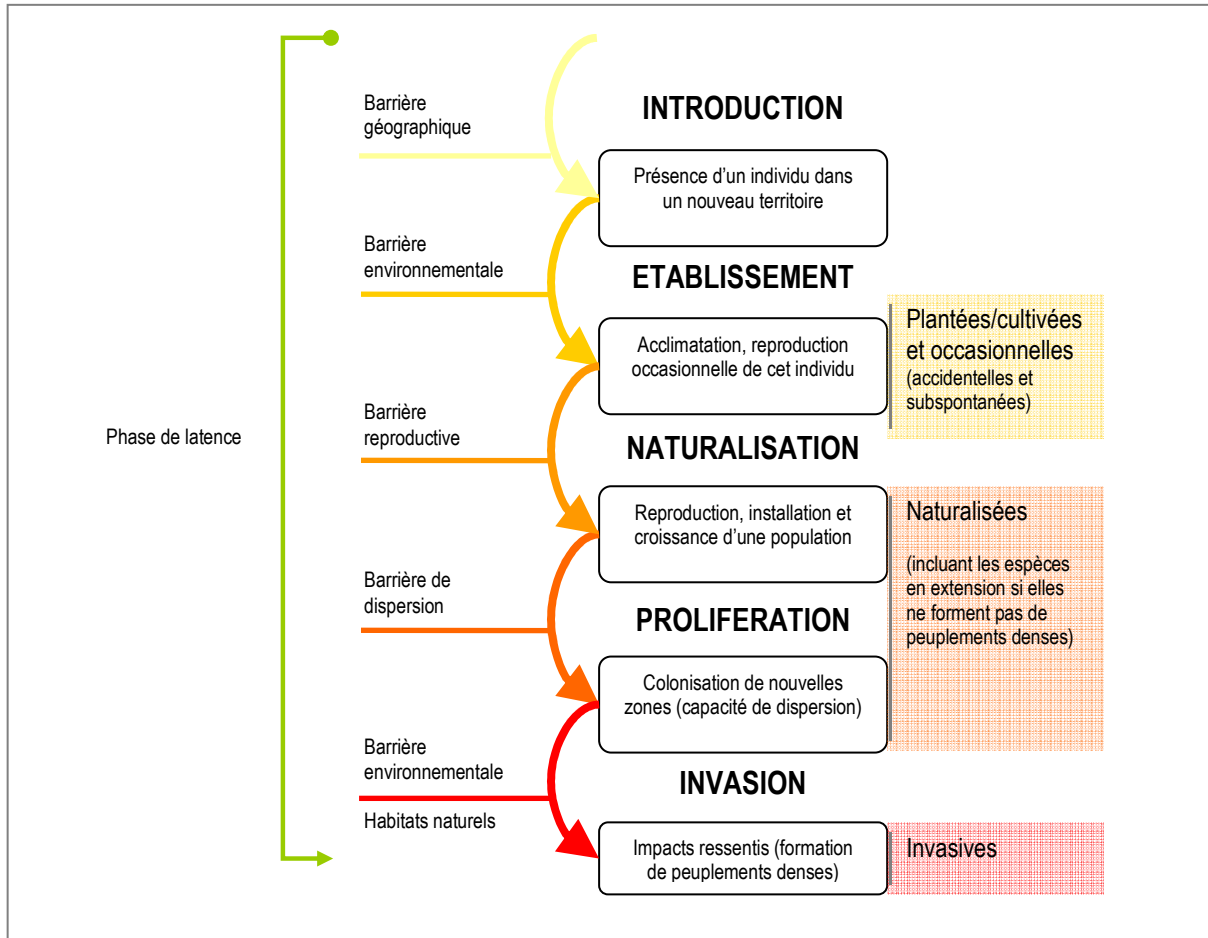 Barrière
géographique
INTRODUCTION
Présence d’un individu dans
un nouveau territoire
Barrière
environnementale
ETABLISSEMENT
Acclimatation, reproduction
occasionnelle de cet individu
Plantées/cultivées
et occasionnelles
(accidentelles et
subspontanées)
Phase de latence
Barrière
reproductive
NATURALISATION
Reproduction, installation et
croissance d’une population
Naturalisées
(incluant les espèces
en extension si elles
ne forment pas de
peuplements denses)
Barrière de
dispersion
PROLIFERATION
Colonisation de nouvelles
zones (capacité de dispersion)
Barrière
environnementale
Habitats naturels
INVASION
Impacts ressentis (formation
de peuplements denses)
Invasives